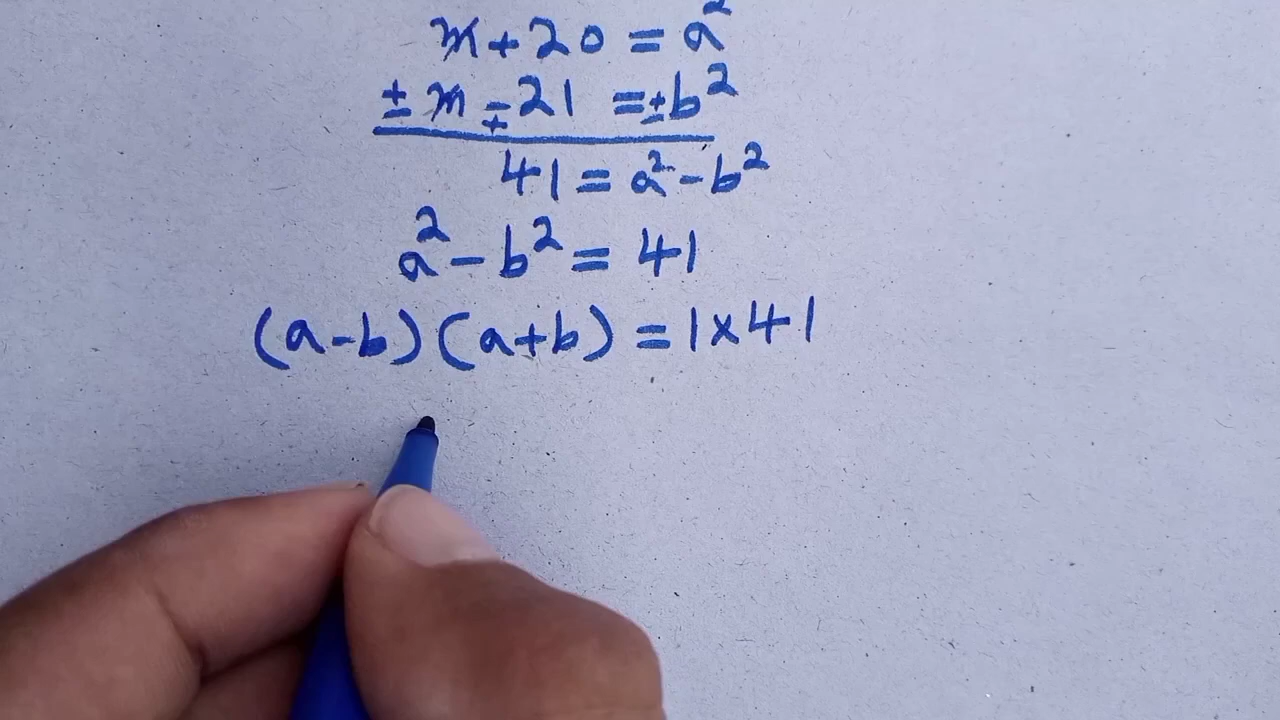 x+20 = a²
± x ∓ 21 = ± b²
41 = a² - b²
a² - b² = 41
(a-b)(a+b) = 1×41